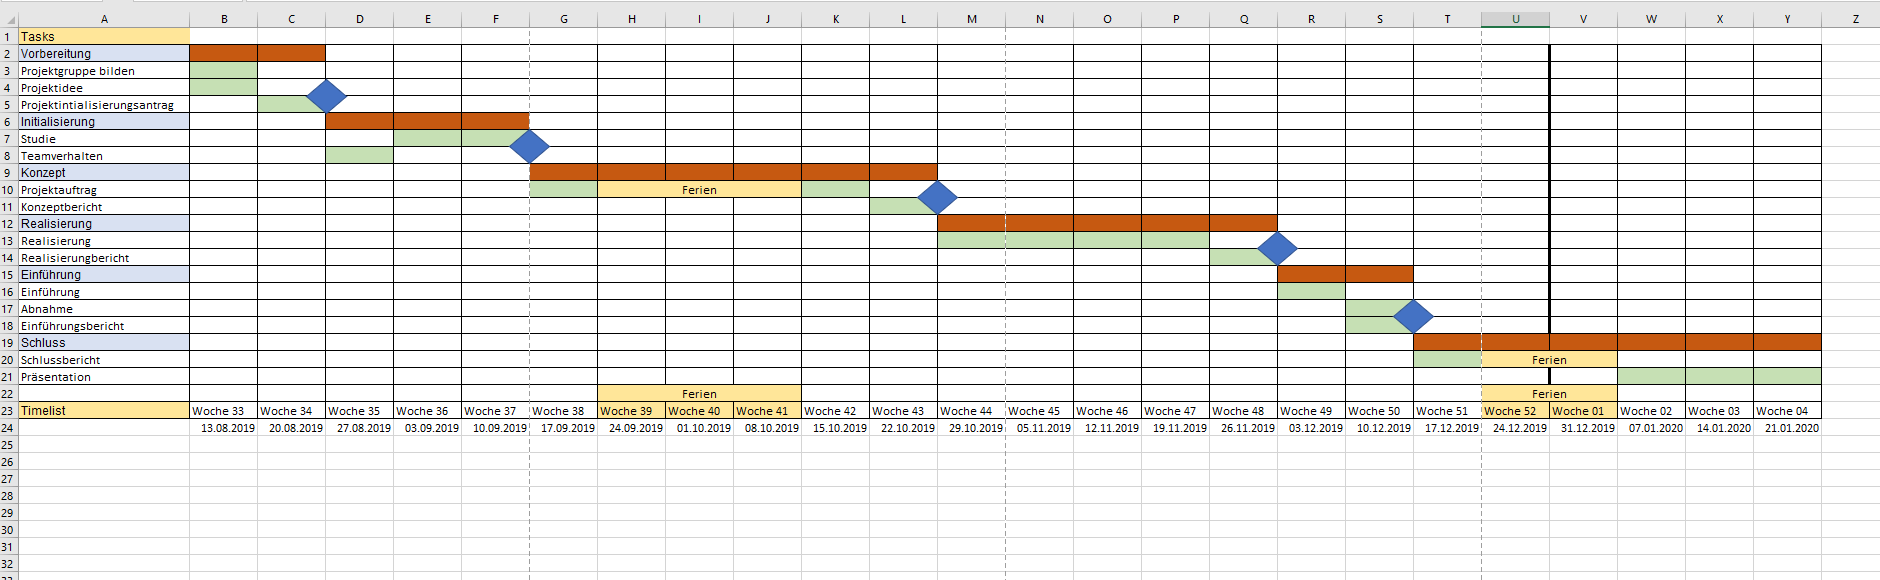 A B C D E F G H I J K L M N O P Q R S T U V W X Y Z
1 Tasks
2 Vorbereitung
3 Projektgruppe bilden
4 Projektidee
5 Projektintialisierungsantrag
6 Initialisierung
7 Studie
8 Teamverhalten
9 Konzept
10 Projektauftrag Ferien
11 Konzeptbericht
12 Realisierung
13 Realisierung
14 Realisierungbericht
15 Einführung
16 Einführung
17 Abnahme
18 Einführungsbericht
19 Schluss
20 Schlussbericht Ferien
21 Präsentation
22 Ferien Ferien
23 Timelist Woche 33 Woche 34 Woche 35 Woche 36 Woche 37 Woche 38 Woche 39 Woche 40 Woche 41 Woche 42 Woche 43 Woche 44 Woche 45 Woche 46 Woche 47 Woche 48 Woche 49 Woche 50 Woche 51 Woche 52 Woche 01 Woche 02 Woche 03 Woche 04
24 13.08.2019 20.08.2019 27.08.2019 03.09.2019 10.09.2019 17.09.2019 24.09.2019 01.10.2019 08.10.2019 15.10.2019 22.10.2019 29.10.2019 05.11.2019 12.11.2019 19.11.2019 26.11.2019 03.12.2019 10.12.2019 17.12.2019 24.12.2019 31.12.2019 07.01.2020 14.01.2020 21.01.2020
25
26
27
28
29
30
31
32